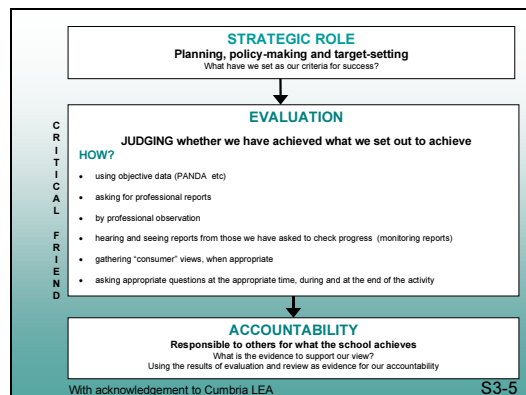 STRATEGIC ROLE
Planning, policy-making and target-setting
What have we set as our criteria for success?
CRITICAL FRIEND
EVALUATION
JUDGING whether we have achieved what we set out to achieve
HOW?
• using objective data (PANDA etc)
• asking for professional reports
• by professional observation
• hearing and seeing reports from those we have asked to check progress (monitoring reports)
• gathering "consumer" views, when appropriate
• asking appropriate questions at the appropriate time, during and at the end of the activity
ACCOUNTABILITY
Responsible to others for what the school achieves
What is the evidence to support our view?
Using the results of evaluation and review as evidence for our accountability
With acknowledgement to Cumbria LEA
S3-5